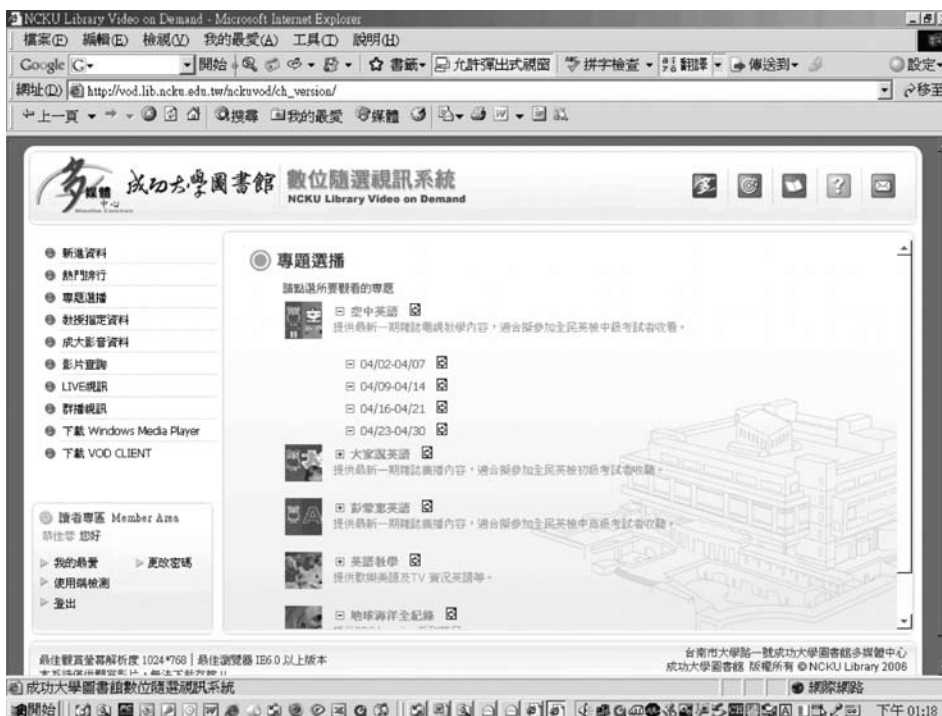 NCKU Library Video on Demand - Microsoft Internet Explorer
檔案(F) 編輯(E) 檢視(V) 我的最愛(A) 工具(T) 說明(H)
Google G 開始 書籤 允許彈出式視窗 拼字檢查 翻譯 傳送到 設定
網址(D) http://vod.lib.ncku.edu.tw/nckuvod/ch_version/ 移至
上一頁 搜尋 我的最愛 媒體
多媒體中心 成功大學圖書館 數位隨選視訊系統
NCKU Library Video on Demand
新進資料
熱門排行
專題選播
教授指定資料
成大影音資料
影片查詢
LIVE視訊
群播視訊
下載 Windows Media Player
下載 VOD CLIENT
讀者專區 Member Area
您好
我的最愛 更改密碼
使用端檢測
登出
專題選播
請點選所要觀看的專題
空中英語
提供最新一期雜誌電視教學內容，適合擬參加全民英檢中級考試者收看。
04/02-04/07
04/09-04/14
04/16-04/21
04/23-04/30
大家說英語
提供最新一期雜誌廣播內容，適合擬參加全民英檢初級考試者收聽。
彭蒙惠英語
提供最新一期雜誌廣播內容，適合擬參加全民英檢中高級考試者收聽。
英語教學
提供歡樂美語及TV 實況英語等。
地球海洋全紀錄
最佳觀賞螢幕解析度 1024*768 | 最佳瀏覽器 IE6.0 以上版本
台南市大學路一號成功大學圖書館多媒體中心
成功大學圖書館 版權所有 ©NCKU Library 2006
成功大學圖書館數位隨選視訊系統 網際網路
開始 下午 01:18